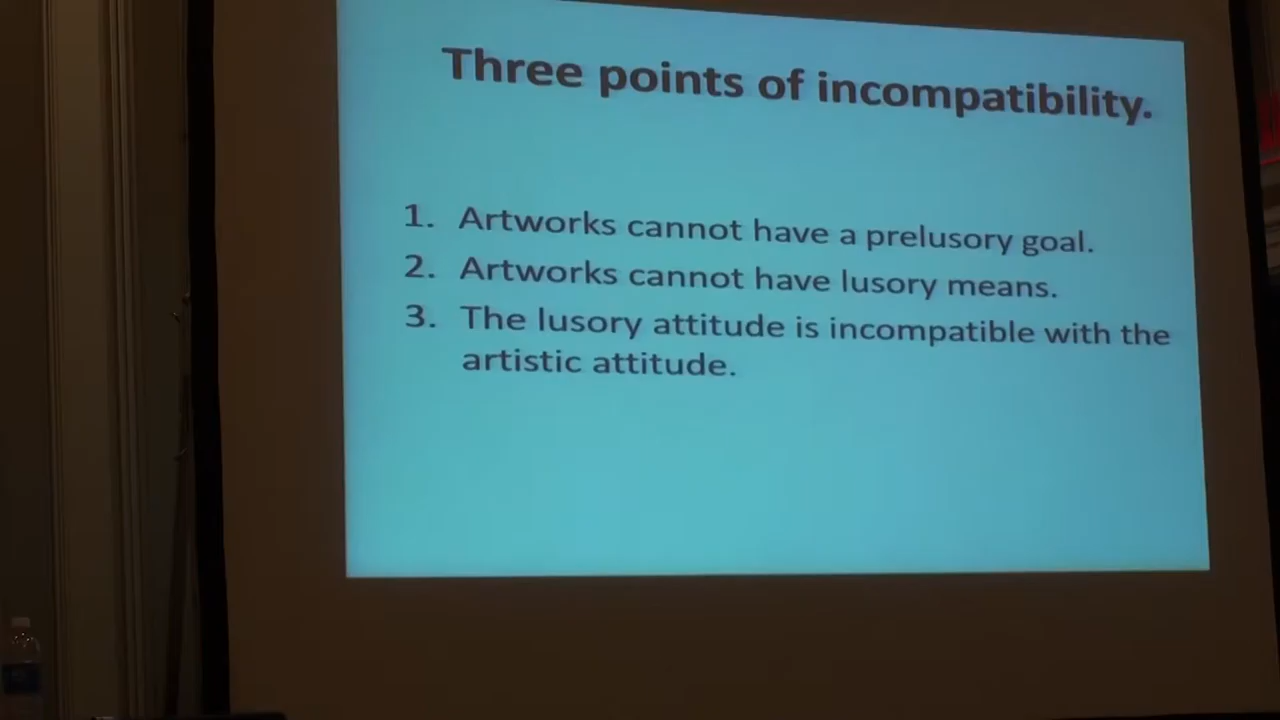 Three points of incompatibility.
1. Artworks cannot have a prelusory goal.
2. Artworks cannot have lusory means.
3. The lusory attitude is incompatible with the
artistic attitude.